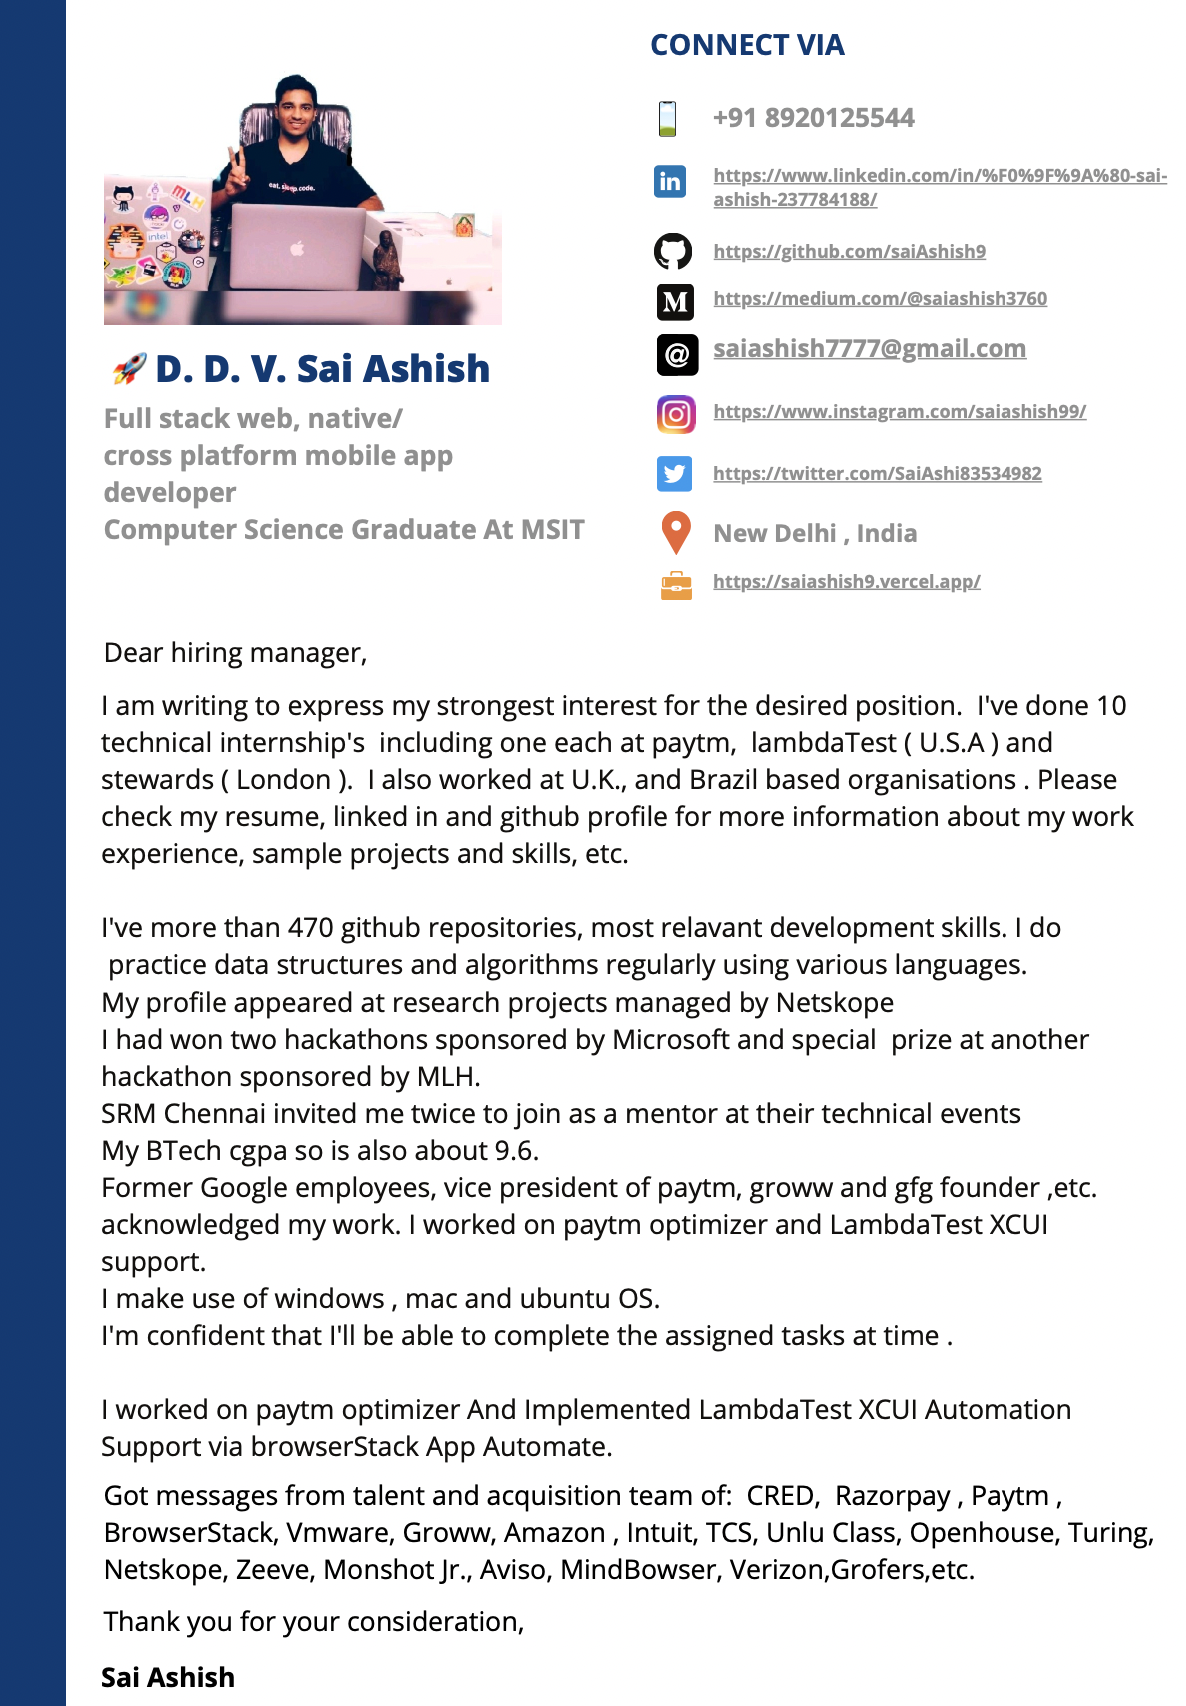 CONNECT VIA
+91 8920125544
in
https://www.linkedin.com/in/%F0%9F%9A%80-sai-
ashish-237784188/
https://github.com/saiAshish9
M
https://medium.com/@saiashish3760
@
saiashish7777@gmail.com
https://www.instagram.com/saiashish99/
https://twitter.com/SaiAshi83534982
New Delhi , India
https://saiashish9.vercel.app/
eat. sleep. code.
MLH
intel
🚀 D. D. V. Sai Ashish
Full stack web, native/
cross platform mobile app
developer
Computer Science Graduate At MSIT
Dear hiring manager,
I am writing to express my strongest interest for the desired position.  I've done 10
technical internship's  including one each at paytm,  lambdaTest ( U.S.A ) and
stewards ( London ).  I also worked at U.K., and Brazil based organisations . Please
check my resume, linked in and github profile for more information about my work
experience, sample projects and skills, etc.
I've more than 470 github repositories, most relavant development skills. I do
practice data structures and algorithms regularly using various languages.
My profile appeared at research projects managed by Netskope
I had won two hackathons sponsored by Microsoft and special  prize at another
hackathon sponsored by MLH.
SRM Chennai invited me twice to join as a mentor at their technical events
My BTech cgpa so is also about 9.6.
Former Google employees, vice president of paytm, groww and gfg founder ,etc.
acknowledged my work. I worked on paytm optimizer and LambdaTest XCUI
support.
I make use of windows , mac and ubuntu OS.
I'm confident that I'll be able to complete the assigned tasks at time .
I worked on paytm optimizer And Implemented LambdaTest XCUI Automation
Support via browserStack App Automate.
Got messages from talent and acquisition team of:  CRED,  Razorpay , Paytm ,
BrowserStack, Vmware, Groww, Amazon , Intuit, TCS, Unlu Class, Openhouse, Turing,
Netskope, Zeeve, Monshot Jr., Aviso, MindBowser, Verizon,Grofers,etc.
Thank you for your consideration,
Sai Ashish